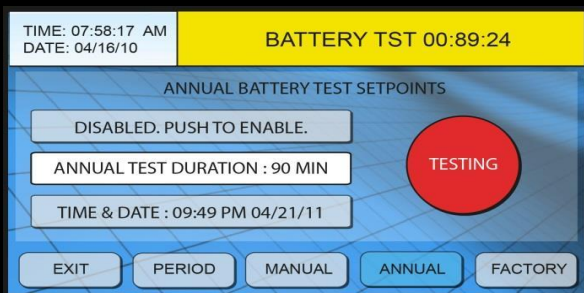 TIME: 07:58:17 AM
DATE: 04/16/10
BATTERY TST 00:89:24
ANNUAL BATTERY TEST SETPOINTS
DISABLED. PUSH TO ENABLE.
ANNUAL TEST DURATION : 90 MIN
TESTING
TIME & DATE : 09:49 PM 04/21/11
EXIT
PERIOD
MANUAL
ANNUAL
FACTORY